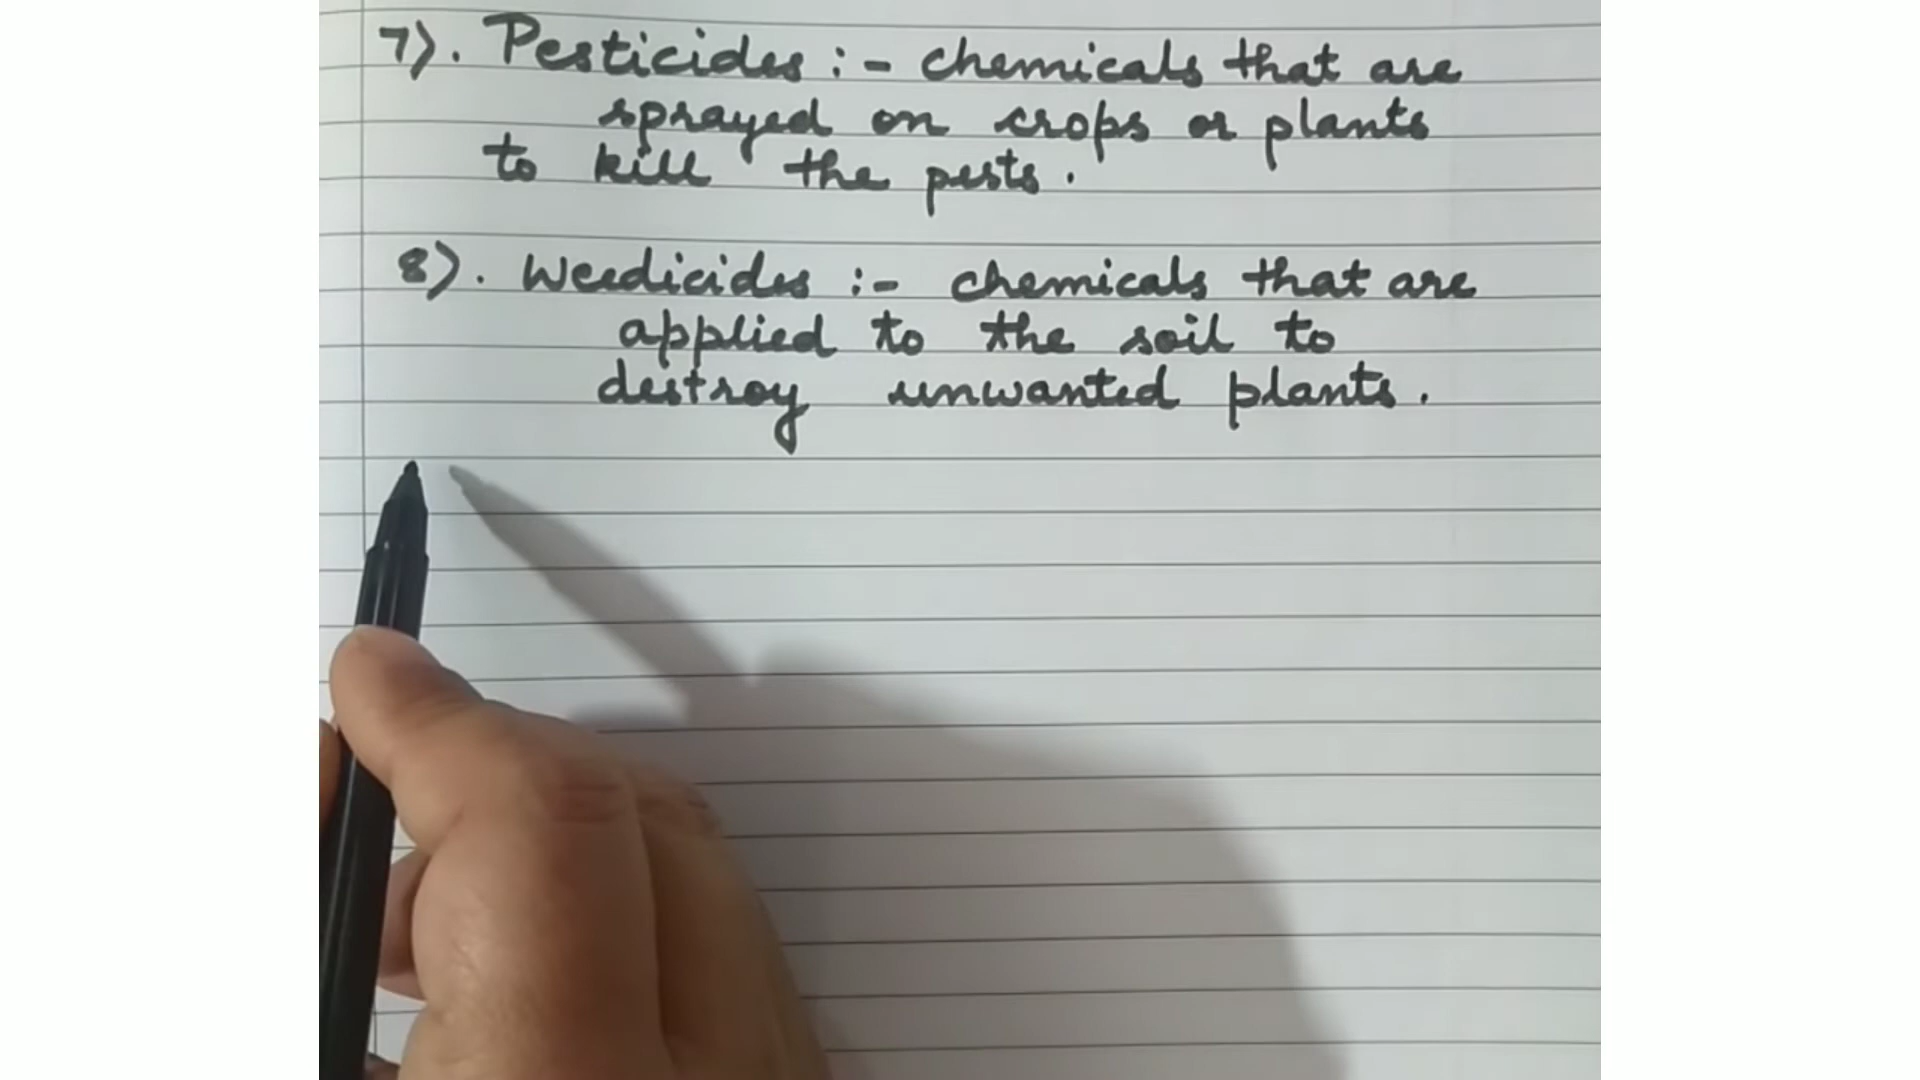 7). Pesticides :- chemicals that are
sprayed on crops or plants
to kill the pests.
8). Weedicides :- chemicals that are
applied to the soil to
destroy unwanted plants.